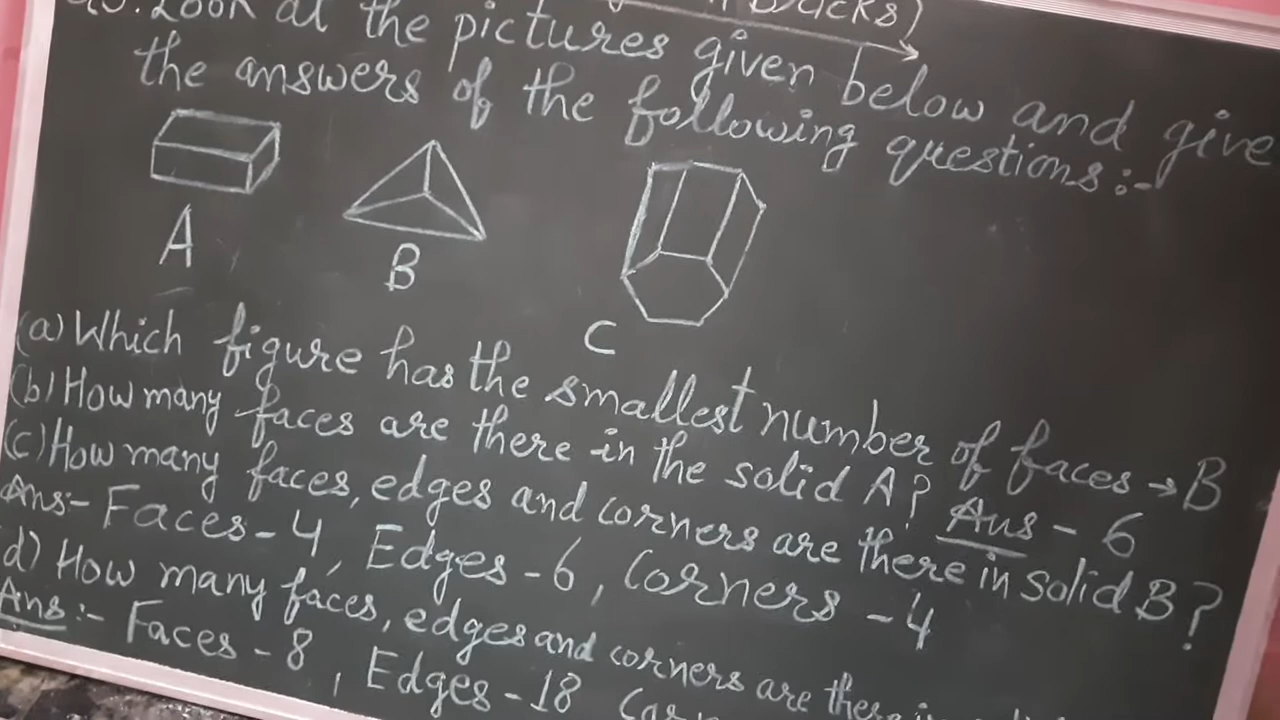 Look at the pictures given below and give
the answers of the following questions:-
A
B
C
(a) Which figure has the smallest number of faces → B
(b) How many faces are there in the solid A? Ans - 6
(c) How many faces, edges and corners are there in solid B?
Ans:- Faces - 4, Edges - 6, Corners - 4
d) How many faces, edges and corners are there in
Ans:- Faces - 8, Edges - 18